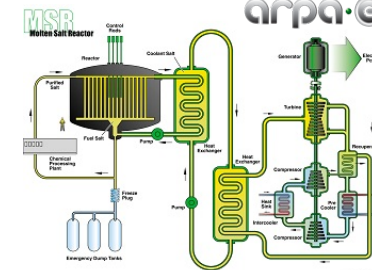 MSR
Molten Salt Reactor
arpa·e
Control
Rods
Reactor
Coolant Salt
Purified
Salt
Fuel Salt
Pump
Heat
Exchanger
Chemical
Processing
Plant
Freeze
Plug
Emergency Dump Tanks
Pump
Heat
Exchanger
Generator
Turbine
Compressor
Heat
Sink
Intercooler
Pre
Cooler
Compressor